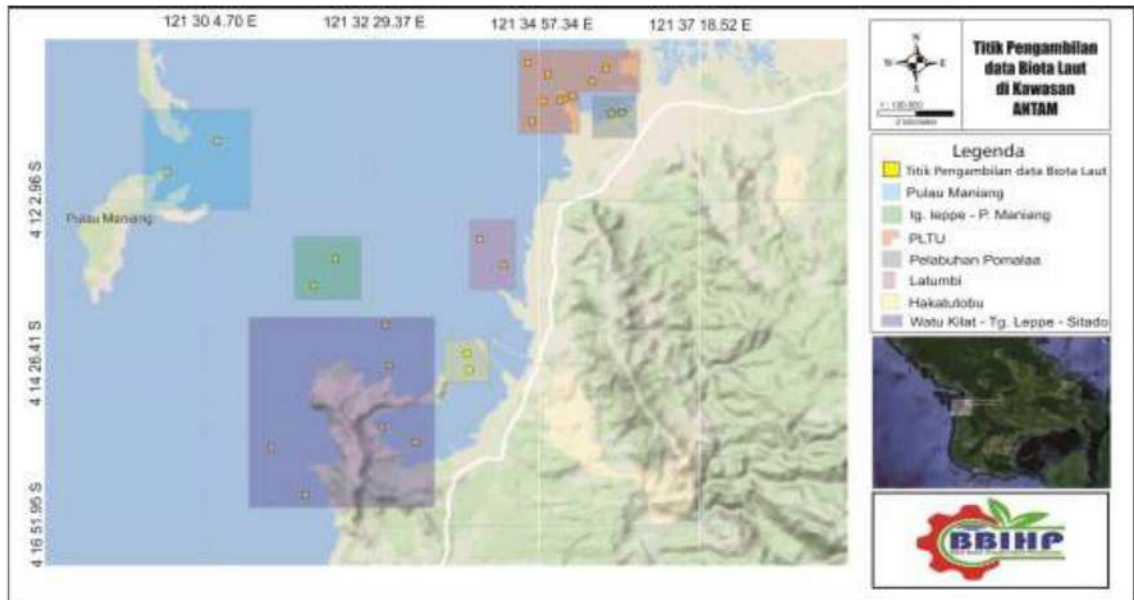 121 30 4.70 E
121 32 29.37 E
121 34 57.34 E
121 37 18.52 E
4 12 2.96 S
4 14 26.41 S
4 16 51.95 S
Pulau Maniang
N
W
E
S
Titik Pengambilan
data Biota Laut
di Kawasan
ANTAM
Legenda
Titik Pengambilan data Biota Laut
Pulau Maniang
Ig. leppe - P. Maniang
PLTU
Pelabuhan Pomalaa
Latumbi
Hakatutobu
Watu Kilat - Tg. Leppe - Sitado
BBIHP